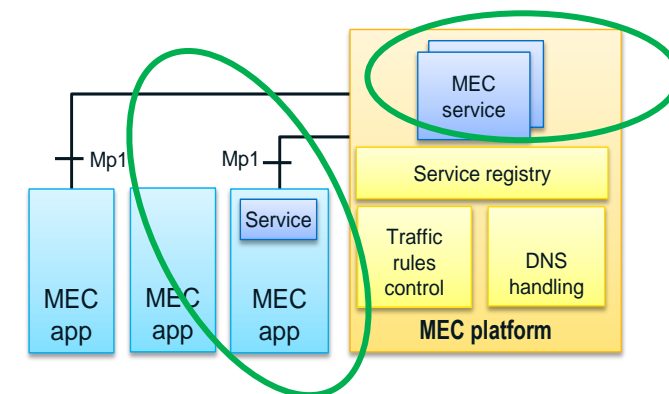 MEC
service
Mp1
Mp1
Service registry
Service
Traffic
rules
control
DNS
handling
MEC
app
MEC
app
MEC
app
MEC platform